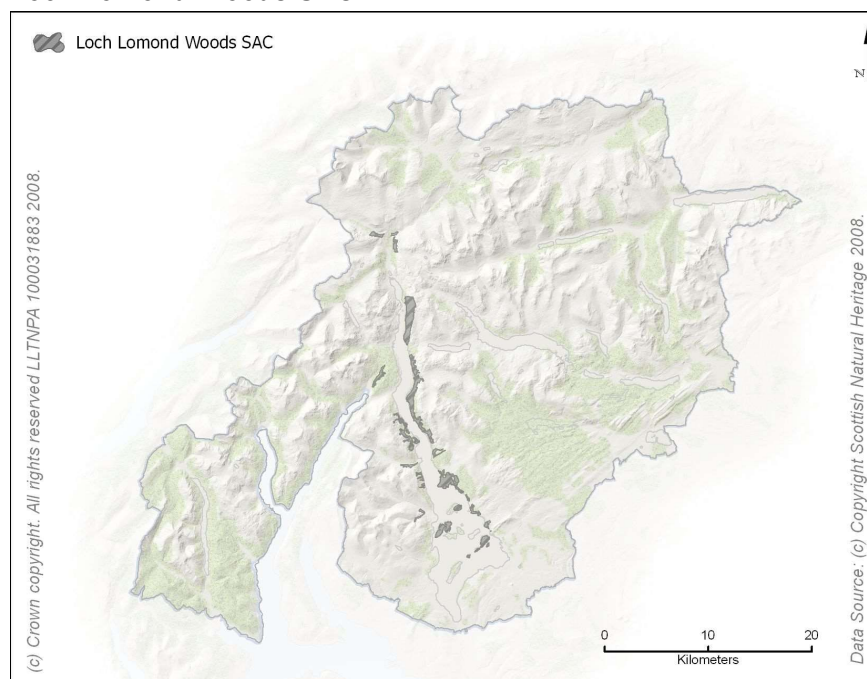 Loch Lomond Woods SAC
N
(c) Crown copyright. All rights reserved LLTNPA 100031883 2008.
Data Source: (c) Copyright Scottish Natural Heritage 2008.
0 10 20
Kilometers